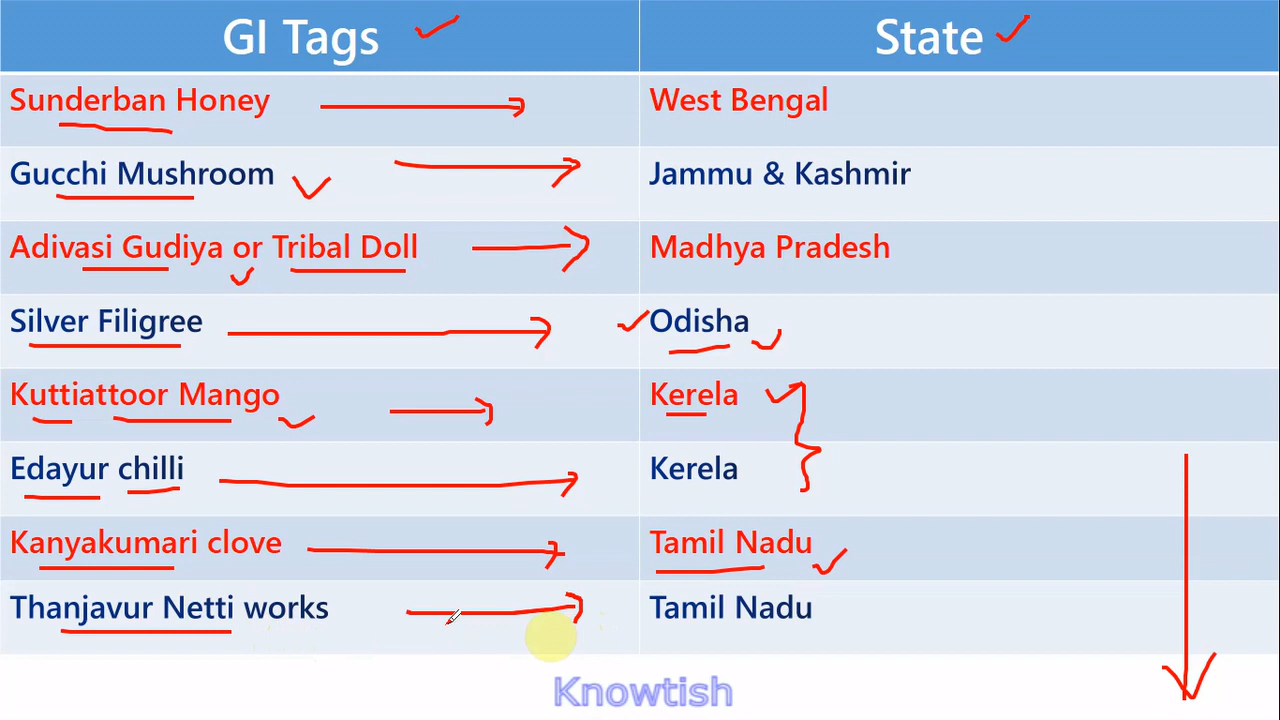 GI Tags State
Sunderban Honey West Bengal
Gucchi Mushroom Jammu & Kashmir
Adivasi Gudiya or Tribal Doll Madhya Pradesh
Silver Filigree Odisha
Kuttiattoor Mango Kerela
Edayur chilli Kerela
Kanyakumari clove Tamil Nadu
Thanjavur Netti works Tamil Nadu
Knowtish